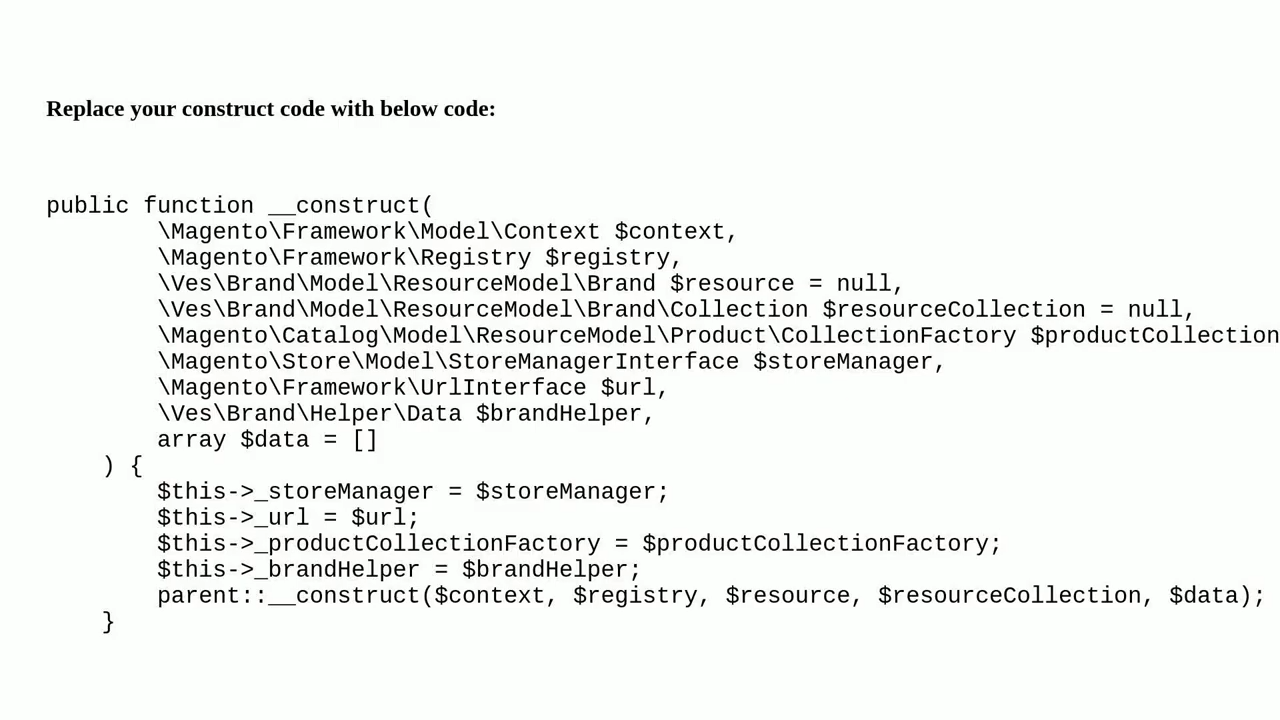 Replace your construct code with below code:
public function __construct(
\Magento\Framework\Model\Context $context,
\Magento\Framework\Registry $registry,
\Ves\Brand\Model\ResourceModel\Brand $resource = null,
\Ves\Brand\Model\ResourceModel\Brand\Collection $resourceCollection = null,
\Magento\Catalog\Model\ResourceModel\Product\CollectionFactory $productCollection
\Magento\Store\Model\StoreManagerInterface $storeManager,
\Magento\Framework\UrlInterface $url,
\Ves\Brand\Helper\Data $brandHelper,
array $data = []
) {
$this->_storeManager = $storeManager;
$this->_url = $url;
$this->_productCollectionFactory = $productCollectionFactory;
$this->_brandHelper = $brandHelper;
parent::__construct($context, $registry, $resource, $resourceCollection, $data);
}